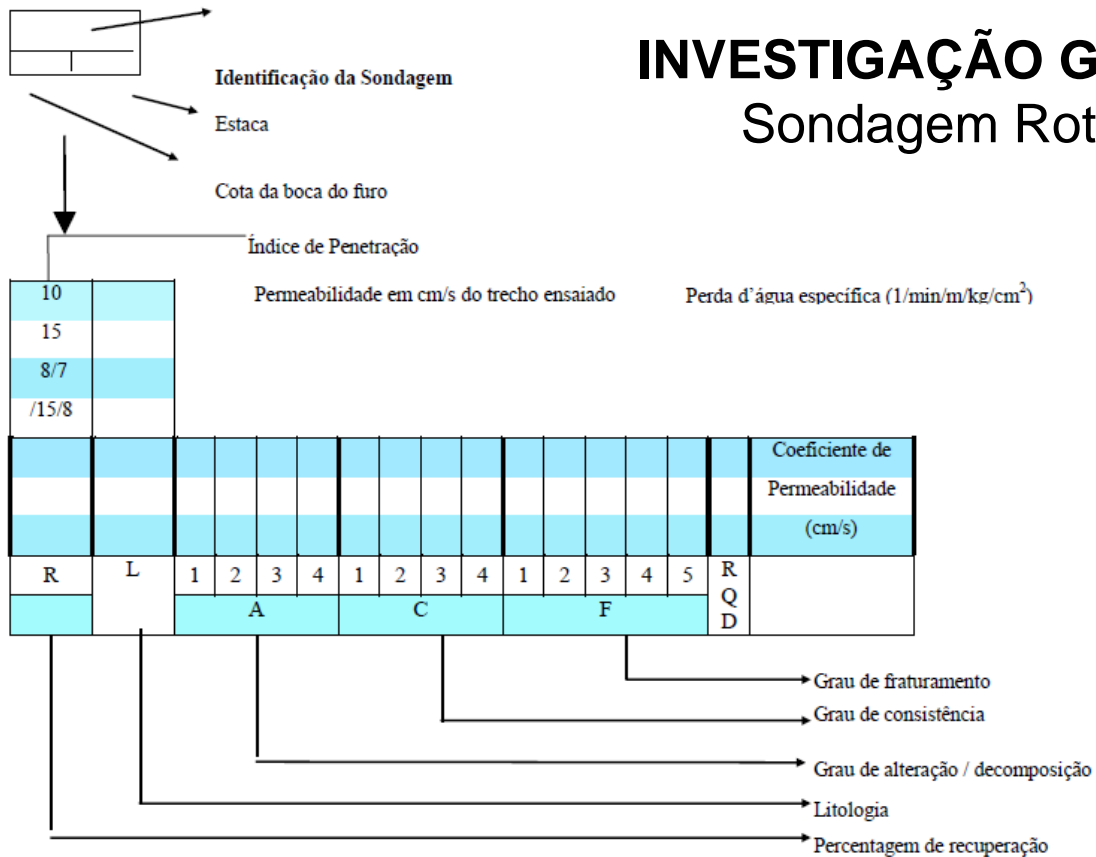 INVESTIGAÇÃO G
Sondagem Rot
Identificação da Sondagem
Estaca
Cota da boca do furo
Índice de Penetração
Permeabilidade em cm/s do trecho ensaiado
Perda d’água específica (1/min/m/kg/cm²)
10
15
8/7
/15/8
Coeficiente de
Permeabilidade
(cm/s)
R L 1 2 3 4 1 2 3 4 1 2 3 4 5 RQD
A C F
Grau de fraturamento
Grau de consistência
Grau de alteração / decomposição
Litologia
Percentagem de recuperação